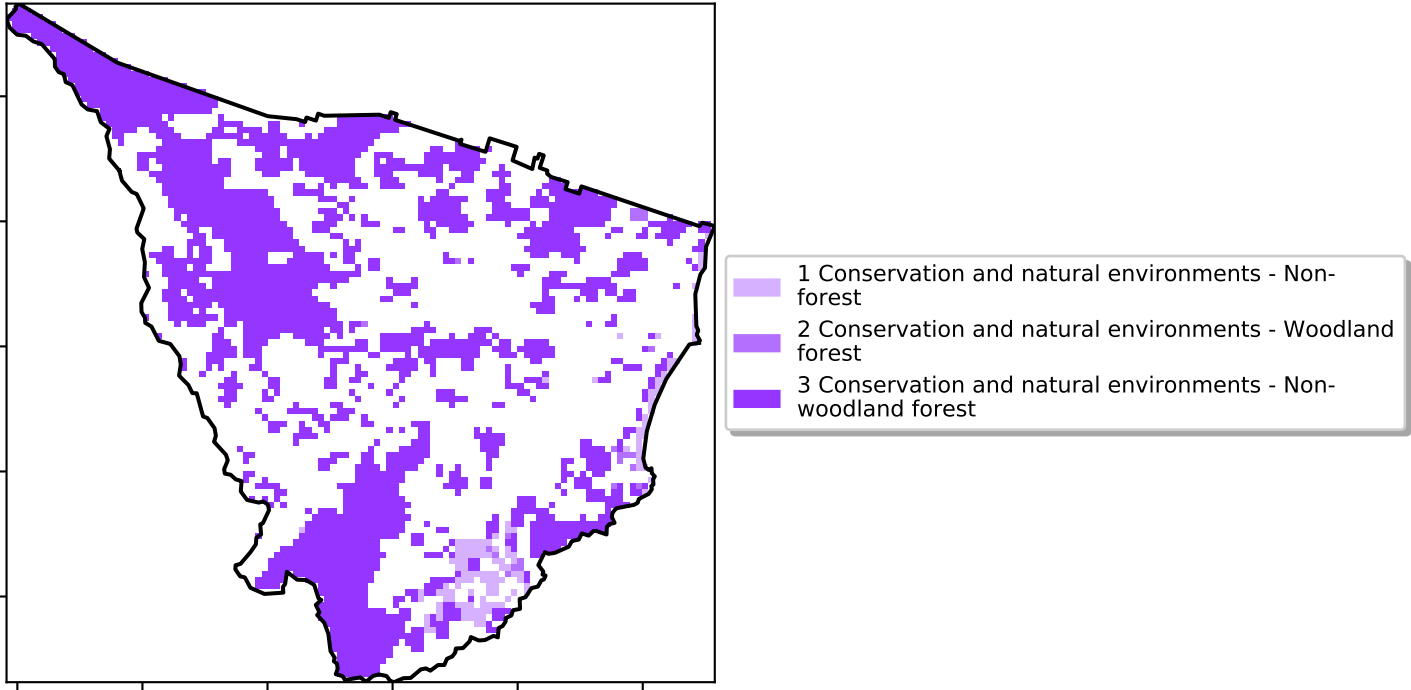 1 Conservation and natural environments - Non-
forest
2 Conservation and natural environments - Woodland
forest
3 Conservation and natural environments - Non-
woodland forest